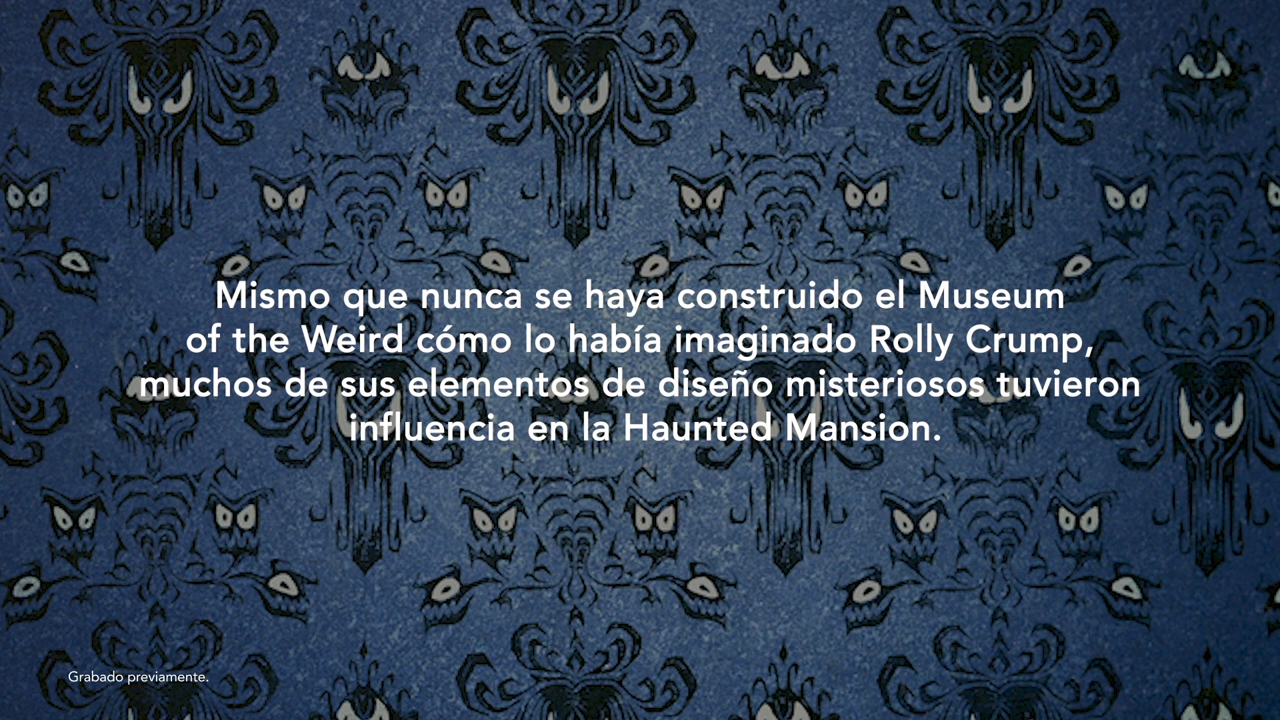 Mismo que nunca se haya construido el Museum
of the Weird cómo lo había imaginado Rolly Crump,
muchos de sus elementos de diseño misteriosos tuvieron
influencia en la Haunted Mansion.
Grabado previamente.